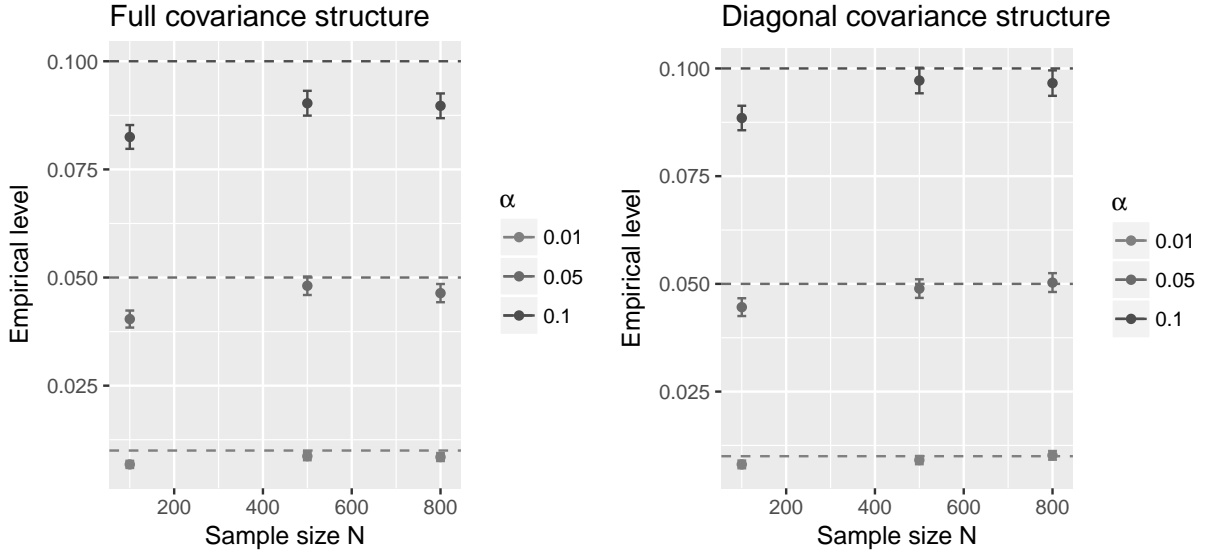 Full covariance structure
0.100
0.075
0.050
0.025
Empirical level
200 400 600 800
Sample size N
α
0.01
0.05
0.1
Diagonal covariance structure
0.100
0.075
0.050
0.025
Empirical level
200 400 600 800
Sample size N
α
0.01
0.05
0.1